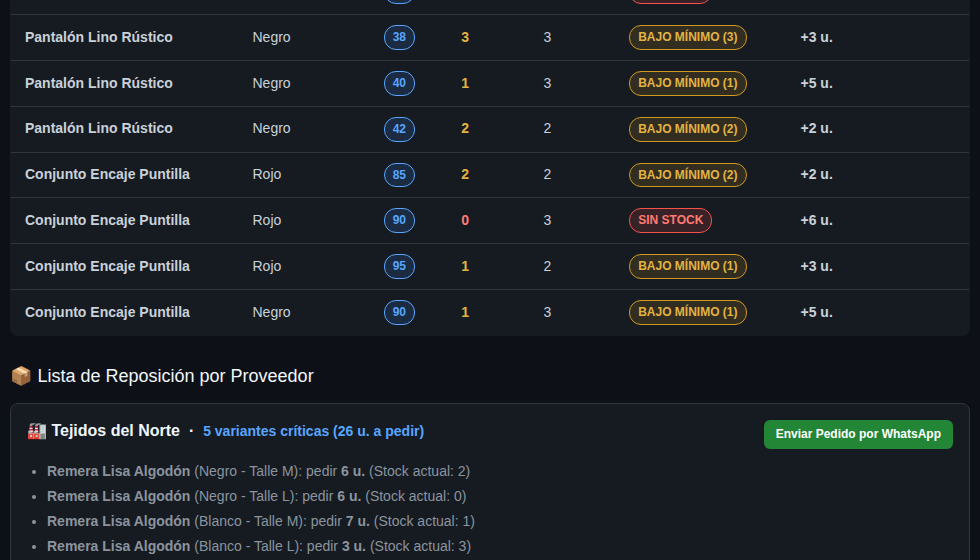 Pantalón Lino Rústico Negro 38 3 3 BAJO MÍNIMO (3) +3 u.
Pantalón Lino Rústico Negro 40 1 3 BAJO MÍNIMO (1) +5 u.
Pantalón Lino Rústico Negro 42 2 2 BAJO MÍNIMO (2) +2 u.
Conjunto Encaje Puntilla Rojo 85 2 2 BAJO MÍNIMO (2) +2 u.
Conjunto Encaje Puntilla Rojo 90 0 3 SIN STOCK +6 u.
Conjunto Encaje Puntilla Rojo 95 1 2 BAJO MÍNIMO (1) +3 u.
Conjunto Encaje Puntilla Negro 90 1 3 BAJO MÍNIMO (1) +5 u.
📦 Lista de Reposición por Proveedor
🏭 Tejidos del Norte · 5 variantes críticas (26 u. a pedir) Enviar Pedido por WhatsApp
• Remera Lisa Algodón (Negro - Talle M): pedir 6 u. (Stock actual: 2)
• Remera Lisa Algodón (Negro - Talle L): pedir 6 u. (Stock actual: 0)
• Remera Lisa Algodón (Blanco - Talle M): pedir 7 u. (Stock actual: 1)
• Remera Lisa Algodón (Blanco - Talle L): pedir 3 u. (Stock actual: 3)